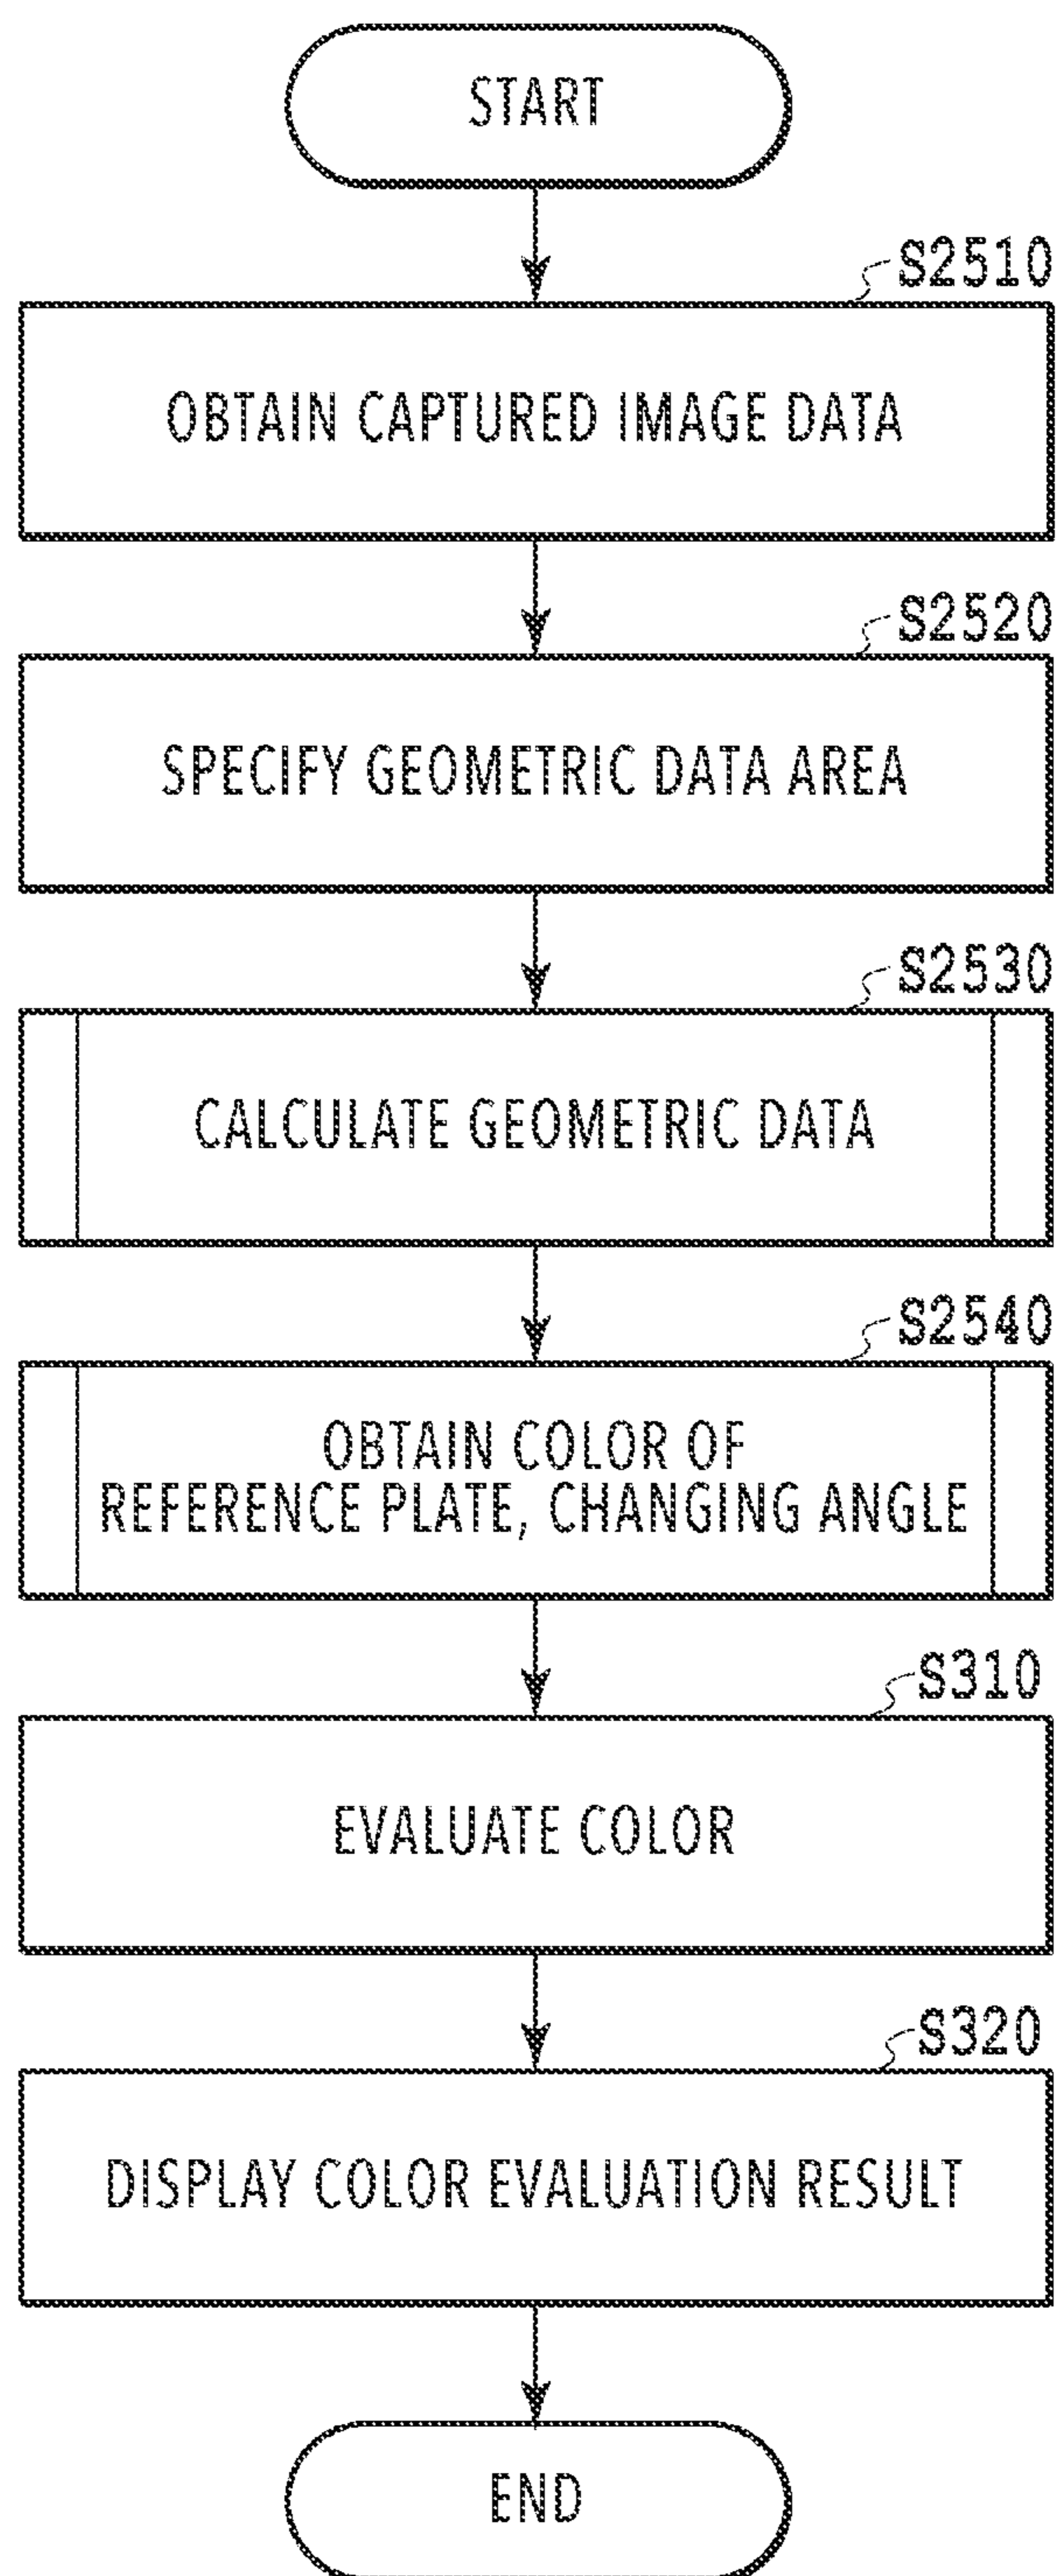 START
S2510
OBTAIN CAPTURED IMAGE DATA
S2520
SPECIFY GEOMETRIC DATA AREA
S2530
CALCULATE GEOMETRIC DATA
S2540
OBTAIN COLOR OF
REFERENCE PLATE, CHANGING ANGLE
S310
EVALUATE COLOR
S320
DISPLAY COLOR EVALUATION RESULT
END